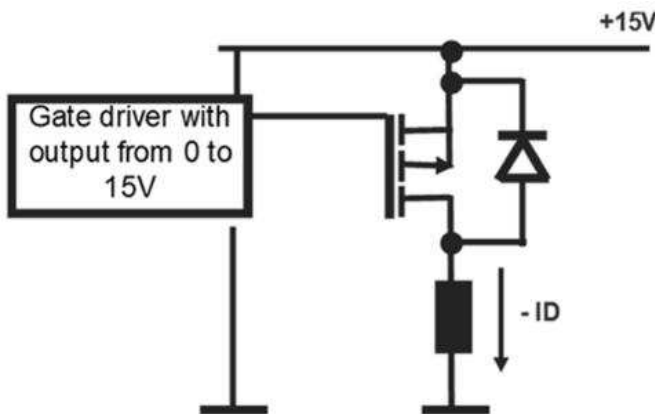 +15V
Gate driver with
output from 0 to
15V
- ID